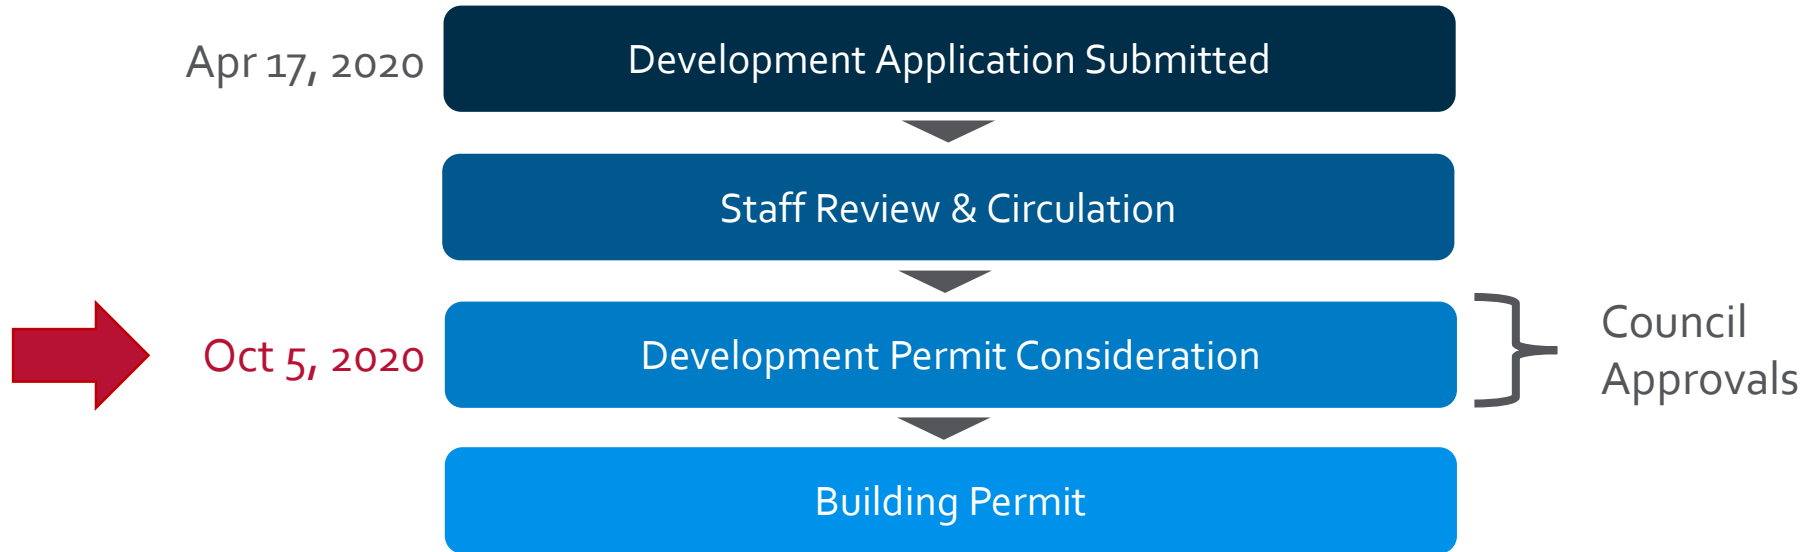 Apr 17, 2020
Development Application Submitted
Staff Review & Circulation
Oct 5, 2020
Development Permit Consideration
Council
Approvals
Building Permit